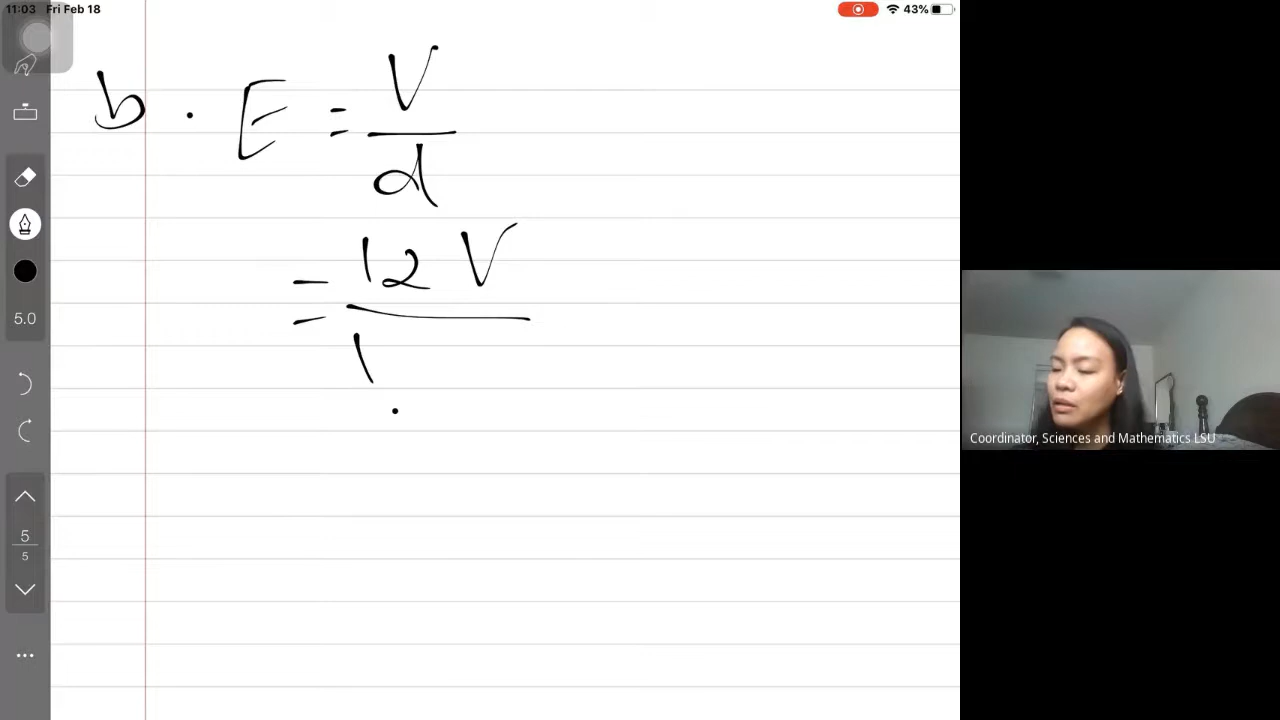 11:03 Fri Feb 18 43%
b . E = V
d
= 12 V
1 .
5.0
5
5
Coordinator, Sciences and Mathematics LSU